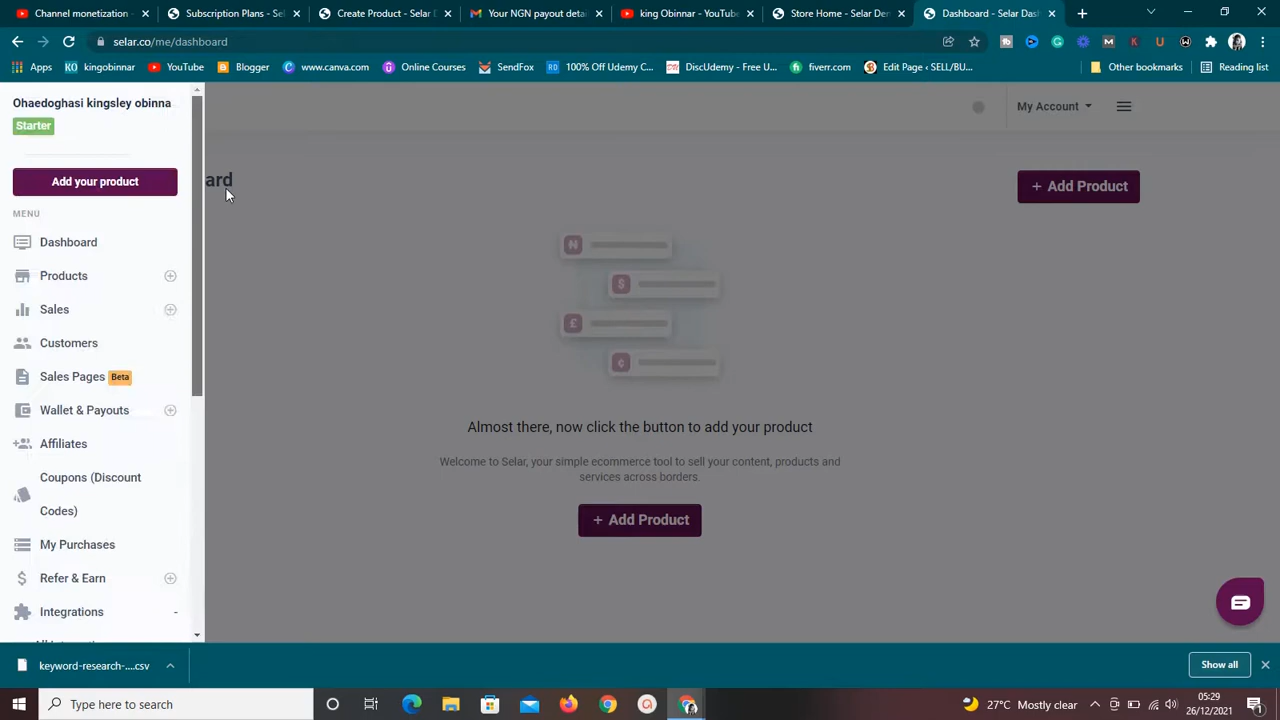 Channel monetization
Subscription Plans - Selar
Create Product - Selar D
Your NGN payout deta
king Obinnar - YouTube
Store Home - Selar Den
Dashboard - Selar Dash
selar.co/me/dashboard
Apps
kingobinnar
YouTube
Blogger
www.canva.com
Online Courses
SendFox
100% Off Udemy C...
DiscUdemy - Free U...
fiverr.com
Edit Page ‹ SELL/BU...
Other bookmarks
Reading list
Ohaedoghasi kingsley obinna
Starter
My Account
Add your product
ard
+ Add Product
MENU
Dashboard
Products
Sales
Customers
Sales Pages Beta
Wallet & Payouts
Affiliates
Coupons (Discount
Codes)
My Purchases
Refer & Earn
Integrations -
Almost there, now click the button to add your product
Welcome to Selar, your simple ecommerce tool to sell your content, products and
services across borders.
+ Add Product
keyword-research-....csv
Show all
Type here to search
27°C Mostly clear
05:29
26/12/2021